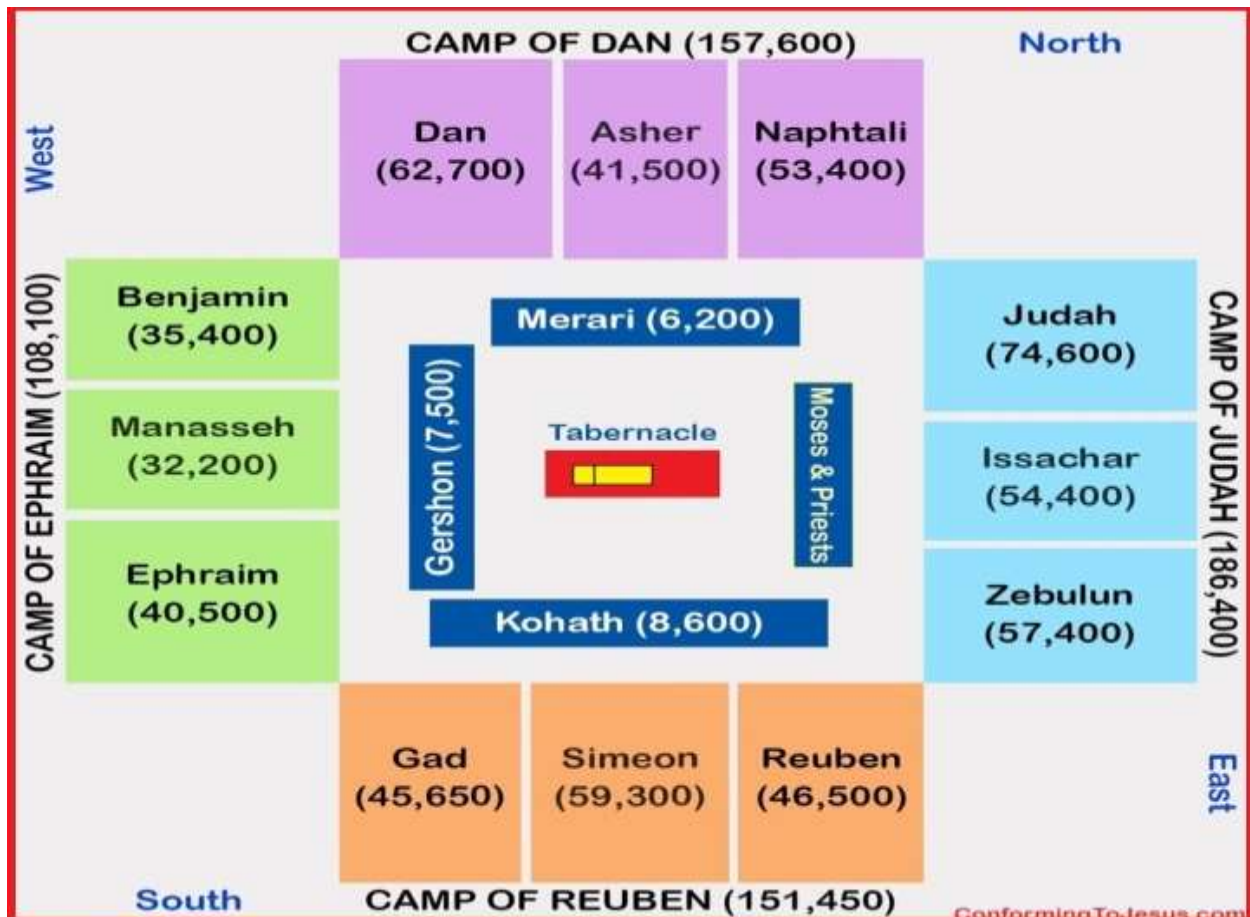 CAMP OF DAN (157,600)
North
West
Dan
(62,700)
Asher
(41,500)
Naphtali
(53,400)
CAMP OF EPHRAIM (108,100)
Benjamin
(35,400)
Manasseh
(32,200)
Ephraim
(40,500)
Merari (6,200)
Gershon (7,500)
Tabernacle
Moses & Priests
Kohath (8,600)
Judah
(74,600)
Issachar
(54,400)
Zebulun
(57,400)
CAMP OF JUDAH (186,400)
Gad
(45,650)
Simeon
(59,300)
Reuben
(46,500)
East
South
CAMP OF REUBEN (151,450)
ConformingToJesus.com